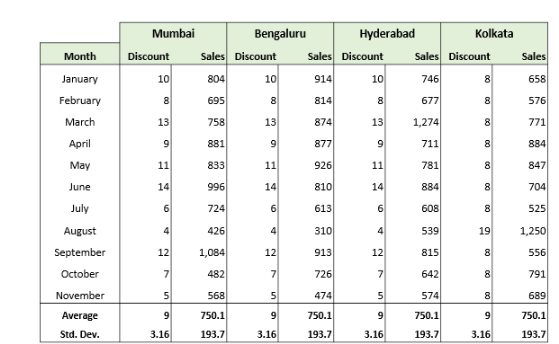 Mumbai Bengaluru Hyderabad Kolkata
Month Discount Sales Discount Sales Discount Sales Discount Sales
January 10 804 10 914 10 746 8 658
February 8 695 8 814 8 677 8 576
March 13 758 13 874 13 1,274 8 771
April 9 881 9 877 9 711 8 884
May 11 833 11 926 11 781 8 847
June 14 996 14 810 14 884 8 704
July 6 724 6 613 6 608 8 525
August 4 426 4 310 4 539 19 1,250
September 12 1,084 12 913 12 815 8 556
October 7 482 7 726 7 642 8 791
November 5 568 5 474 5 574 8 689
Average 9 750.1 9 750.1 9 750.1 9 750.1
Std. Dev. 3.16 193.7 3.16 193.7 3.16 193.7 3.16 193.7